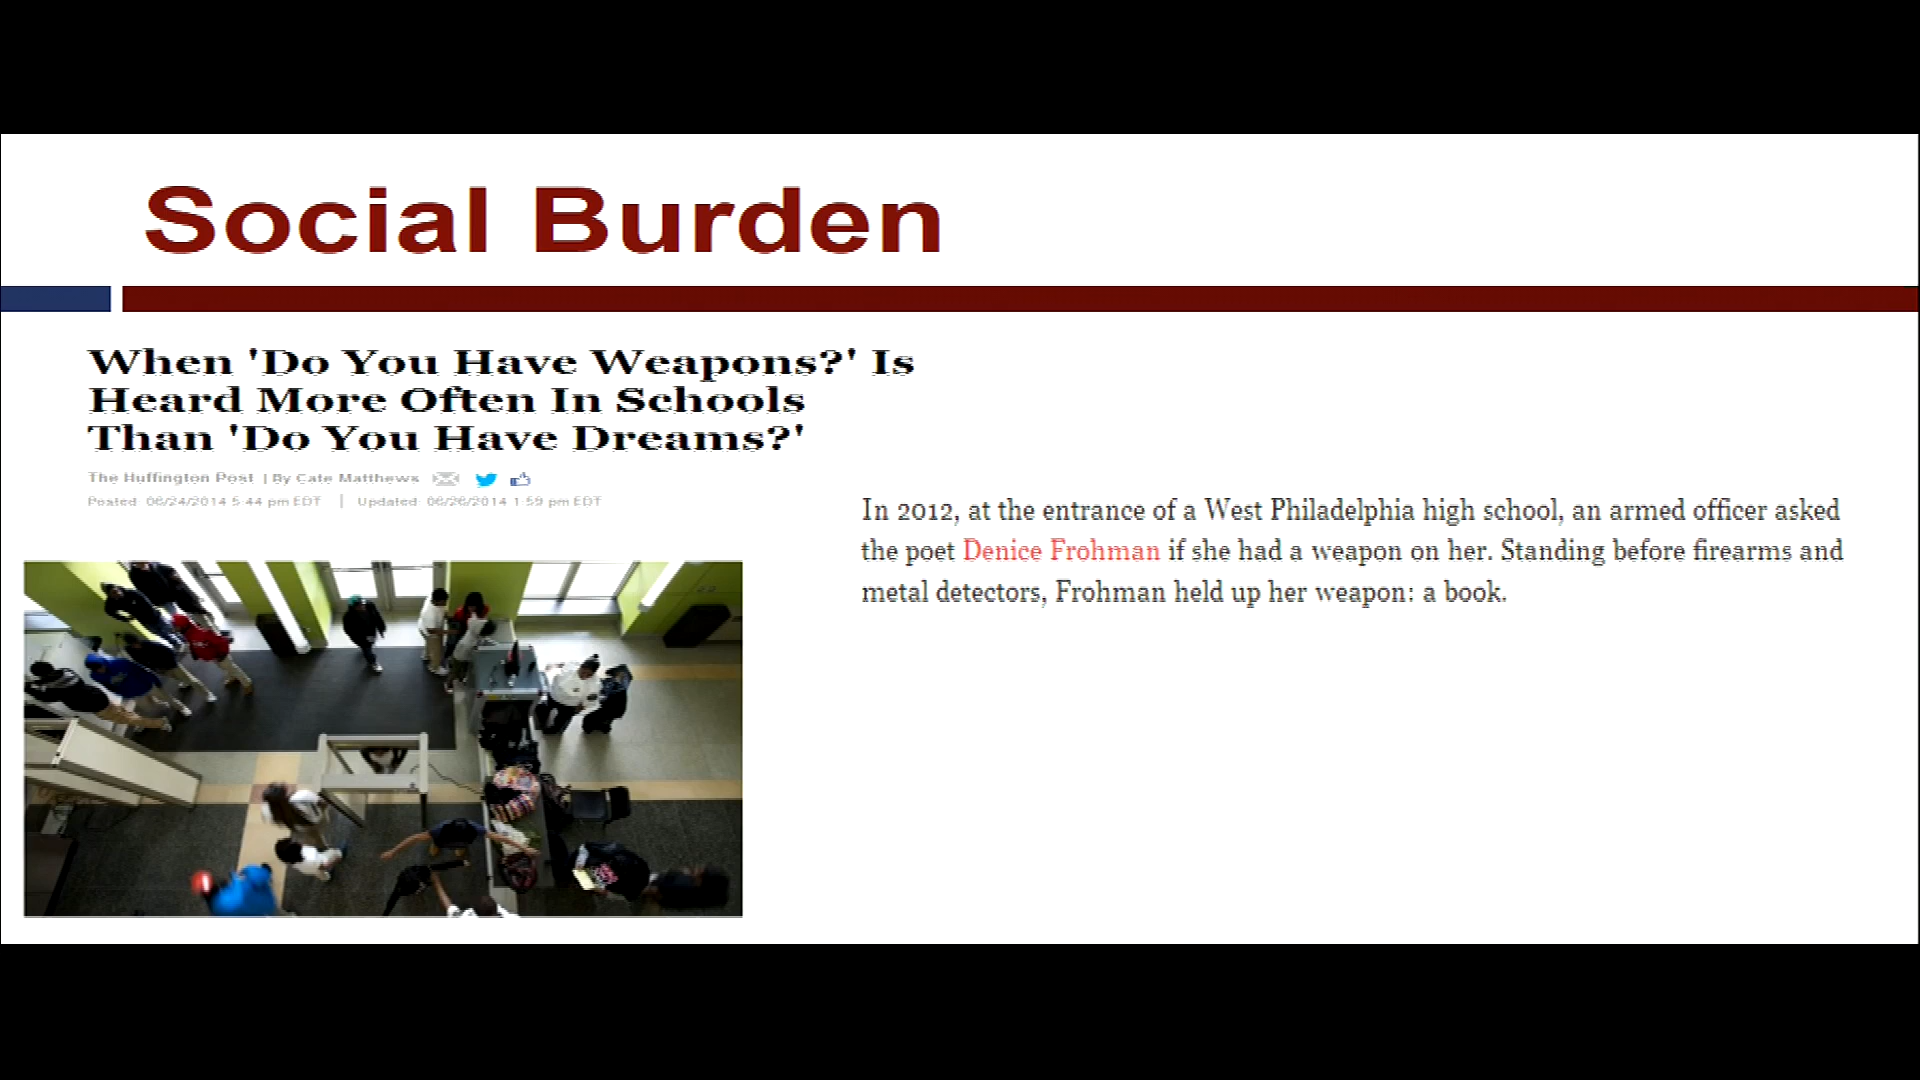 Social Burden
When 'Do You Have Weapons?' Is
Heard More Often In Schools
Than 'Do You Have Dreams?'
The Huffington Post | By Cate Matthews
Posted: 06/24/2014 5:44 pm EDT | Updated: 06/26/2014 1:59 pm EDT
In 2012, at the entrance of a West Philadelphia high school, an armed officer asked
the poet Denice Frohman if she had a weapon on her. Standing before firearms and
metal detectors, Frohman held up her weapon: a book.